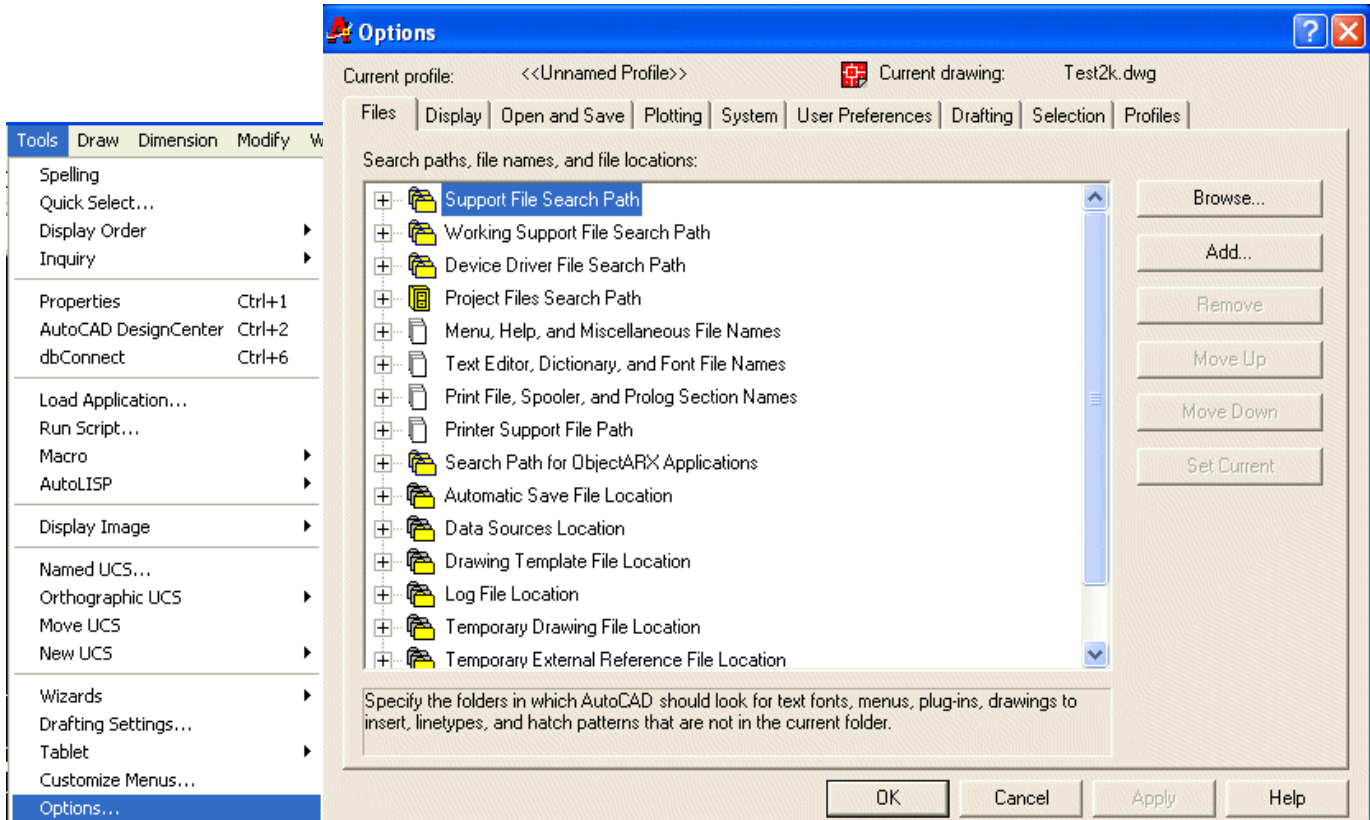 Options
Current profile: <<Unnamed Profile>> Current drawing: Test2k.dwg
Files Display Open and Save Plotting System User Preferences Drafting Selection Profiles
Search paths, file names, and file locations:
Support File Search Path
Working Support File Search Path
Device Driver File Search Path
Project Files Search Path
Menu, Help, and Miscellaneous File Names
Text Editor, Dictionary, and Font File Names
Print File, Spooler, and Prolog Section Names
Printer Support File Path
Search Path for ObjectARX Applications
Automatic Save File Location
Data Sources Location
Drawing Template File Location
Log File Location
Temporary Drawing File Location
Temporary External Reference File Location
Browse...
Add...
Remove
Move Up
Move Down
Set Current
Specify the folders in which AutoCAD should look for text fonts, menus, plug-ins, drawings to
insert, linetypes, and hatch patterns that are not in the current folder.
OK Cancel Apply Help
Tools Draw Dimension Modify W
Spelling
Quick Select...
Display Order
Inquiry
Properties Ctrl+1
AutoCAD DesignCenter Ctrl+2
dbConnect Ctrl+6
Load Application...
Run Script...
Macro
AutoLISP
Display Image
Named UCS...
Orthographic UCS
Move UCS
New UCS
Wizards
Drafting Settings...
Tablet
Customize Menus...
Options...